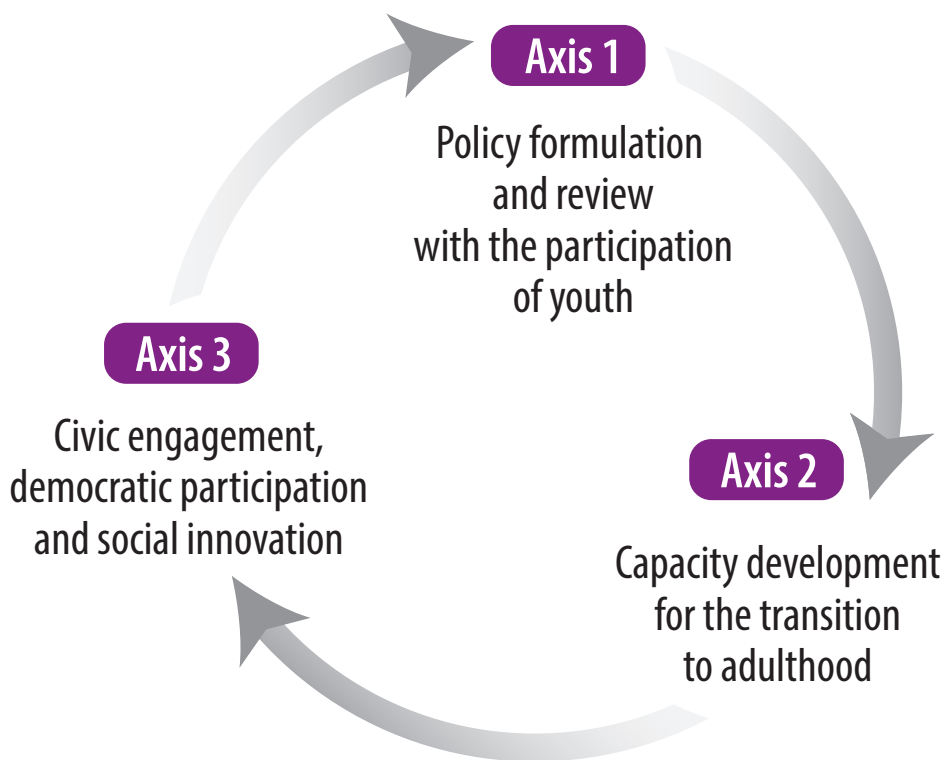 Axis 1
Policy formulation
and review
with the participation
of youth
Axis 2
Capacity development
for the transition
to adulthood
Axis 3
Civic engagement,
democratic participation
and social innovation